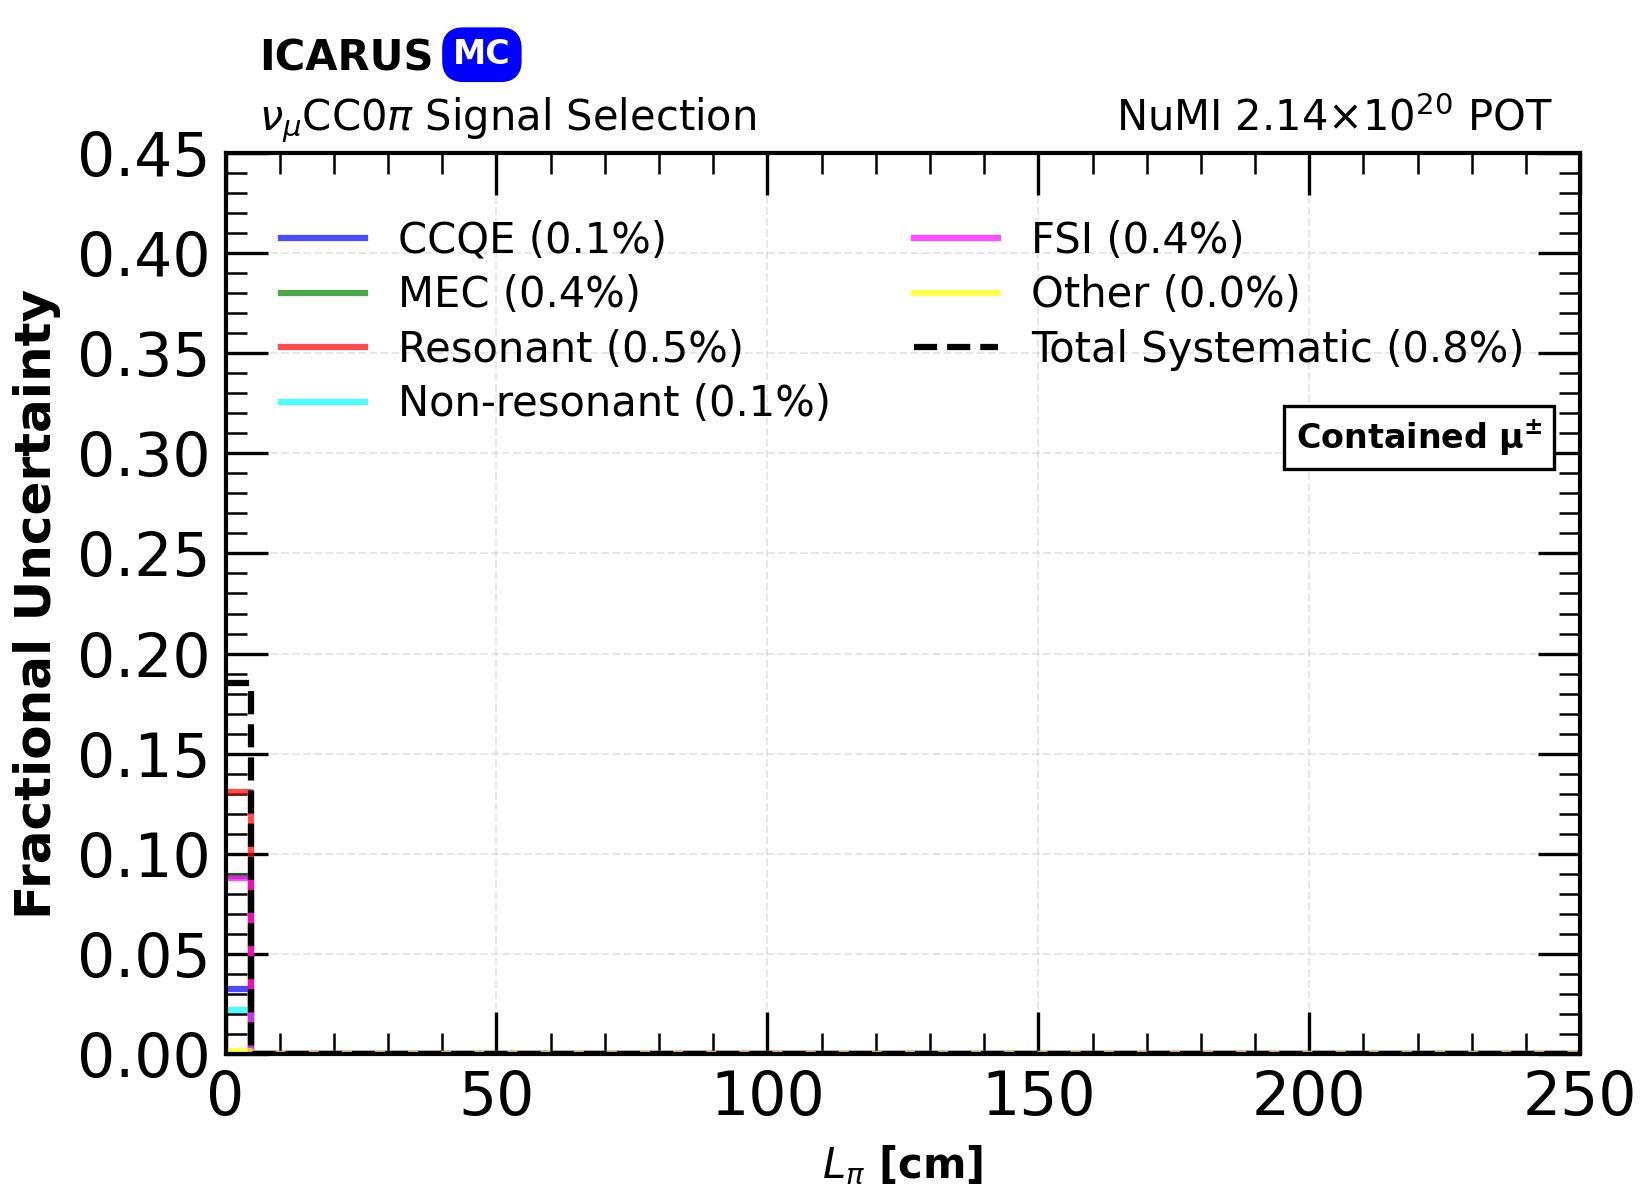 ICARUS MC
νμCC0π Signal Selection
NuMI 2.14×10²⁰ POT
0.45
0.40
0.35
0.30
0.25
0.20
0.15
0.10
0.05
0.00
Fractional Uncertainty
CCQE (0.1%)
MEC (0.4%)
Resonant (0.5%)
Non-resonant (0.1%)
FSI (0.4%)
Other (0.0%)
Total Systematic (0.8%)
Contained μ±
0 50 100 150 200 250
Lπ [cm]